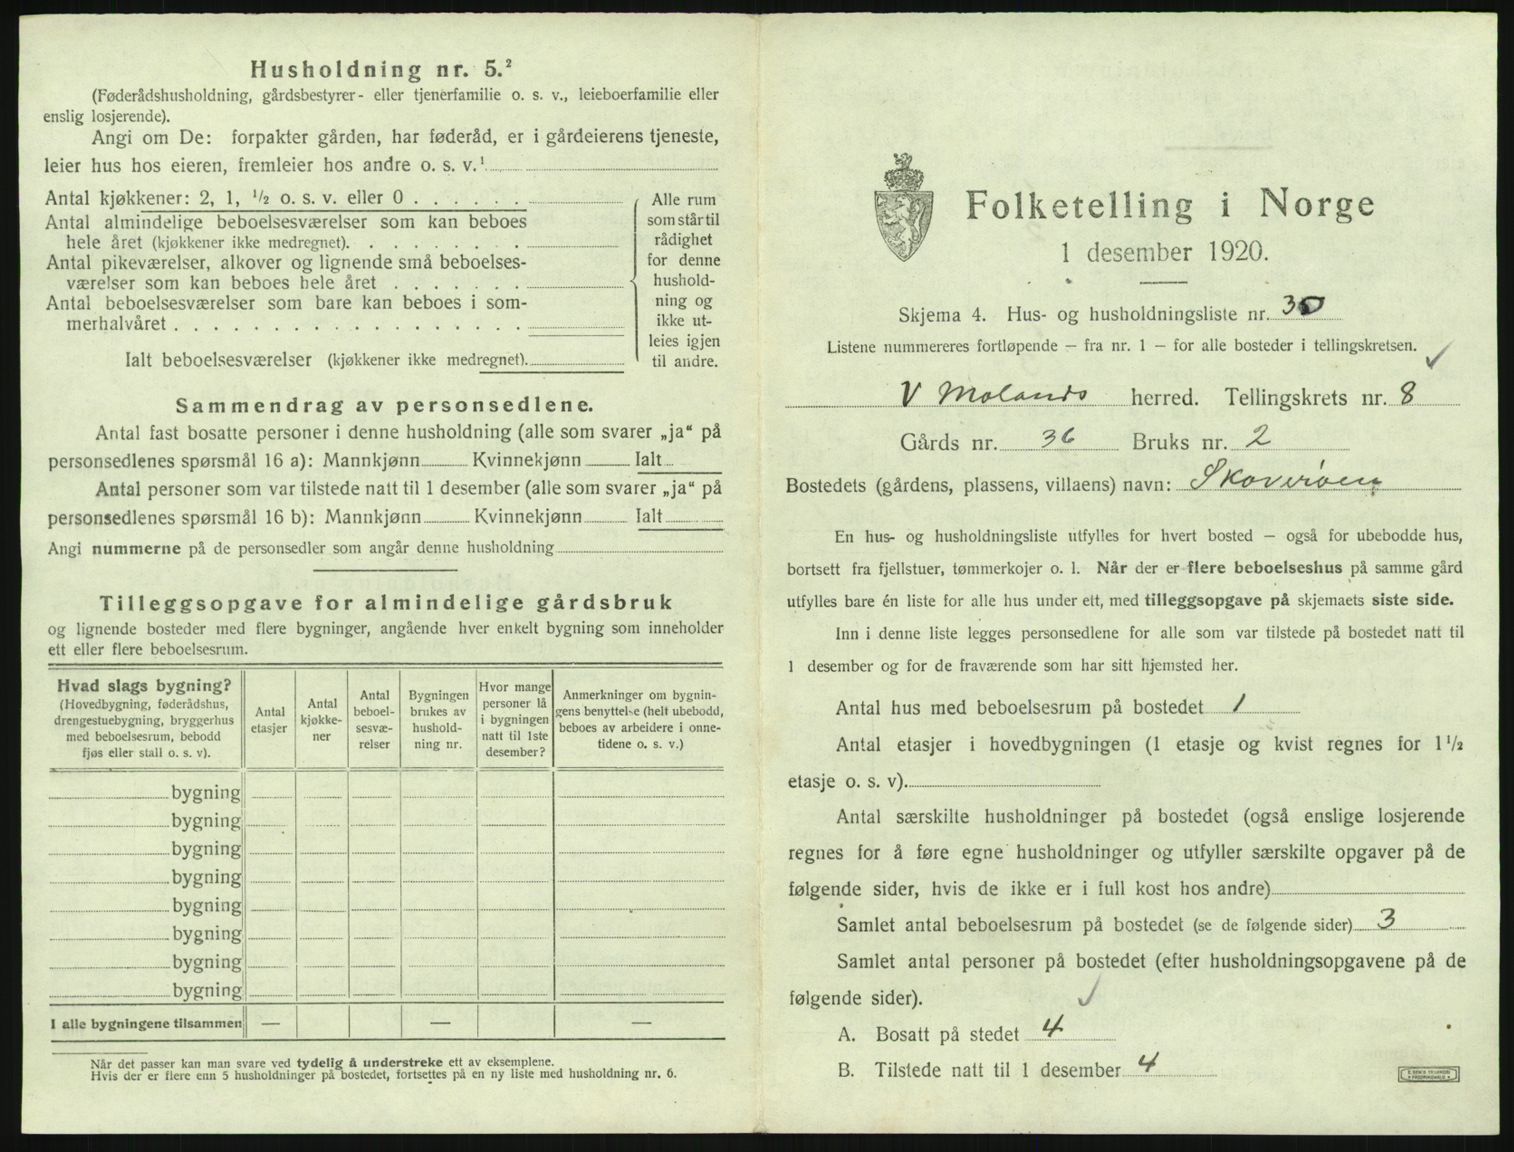 Husholdning nr. 5.²
(Føderådshusholdning, gårdsbestyrer- eller tjenerfamilie o. s. v., leieboerfamilie eller
enslig losjerende).
Angi om De: forpakter gården, har føderåd, er i gårdeierens tjeneste,
leier hus hos eieren, fremleier hos andre o. s. v.¹
Antal kjøkkener: 2, 1, ½ o. s. v. eller 0 . . . . . .
Antal almindelige beboelsesværelser som kan beboes
hele året (kjøkkener ikke medregnet). . . . . . . . .
Antal pikeværelser, alkover og lignende små beboelses-
værelser som kan beboes hele året . . . . . . .
Antal beboelsesværelser som bare kan beboes i som-
merhalvåret . . . . . . . . . . . . . . . . . .
Ialt beboelsesværelser (kjøkkener ikke medregnet).
Alle rum
som står til
rådighet
for denne
hushold-
ning og
ikke ut-
leies igjen
til andre.
Sammendrag av personsedlene.
Antal fast bosatte personer i denne husholdning (alle som svarer „ja“ på
personsedlenes spørsmål 16 a): Mannkjønn Kvinnekjønn Ialt
Antal personer som var tilstede natt til 1 desember (alle som svarer „ja“ på
personsedlenes spørsmål 16 b): Mannkjønn Kvinnekjønn Ialt
Angi nummerne på de personsedler som angår denne husholdning
Tilleggsopgave for almindelige gårdsbruk
og lignende bosteder med flere bygninger, angående hver enkelt bygning som inneholder
ett eller flere beboelsesrum.
Hvad slags bygning?
(Hovedbygning, føderådshus,
drengestuebygning, bryggerhus
med beboelsesrum, bebodd
fjøs eller stall o. s. v).
Antal
etasjer
Antal
kjøkke-
ner
Antal
beboel-
sesvæ-
relser
Bygningen
brukes av
hushold-
ning nr.
Hvor mange
personer lå
i bygningen
natt til 1ste
desember?
Anmerkninger om bygnin-
gens benyttelse (helt ubebodd,
beboes av arbeidere i onne-
tidene o. s. v.)
bygning
bygning
bygning
bygning
bygning
bygning
bygning
bygning
I alle bygningene tilsammen — — —
Når det passer kan man svare ved tydelig å understreke ett av eksemplene.
Hvis der er flere enn 5 husholdninger på bostedet, fortsettes på en ny liste med husholdning nr. 6.
Folketelling i Norge
1 desember 1920.
Skjema 4. Hus- og husholdningsliste nr. 30
Listene nummereres fortløpende — fra nr. 1 — for alle bosteder i tellingskretsen.
V Molands herred. Tellingskrets nr. 8
Gårds nr. 36 Bruks nr. 2
Bostedets (gårdens, plassens, villaens) navn: Skoverøen
En hus- og husholdningsliste utfylles for hvert bosted — også for ubebodde hus,
bortsett fra fjellstuer, tømmerkojer o. l. Når der er flere beboelseshus på samme gård
utfylles bare én liste for alle hus under ett, med tilleggsopgave på skjemaets siste side.
Inn i denne liste legges personsedlene for alle som var tilstede på bostedet natt til
1 desember og for de fraværende som har sitt hjemsted her.
Antal hus med beboelsesrum på bostedet 1
Antal etasjer i hovedbygningen (1 etasje og kvist regnes for 1½
etasje o. s. v).
Antal særskilte husholdninger på bostedet (også enslige losjerende
regnes for å føre egne husholdninger og utfyller særskilte opgaver på de
følgende sider, hvis de ikke er i full kost hos andre)
Samlet antal beboelsesrum på bostedet (se de følgende sider) 3
Samlet antal personer på bostedet (efter husholdningsopgavene på de
følgende sider).
A. Bosatt på stedet 4
B. Tilstede natt til 1 desember 4